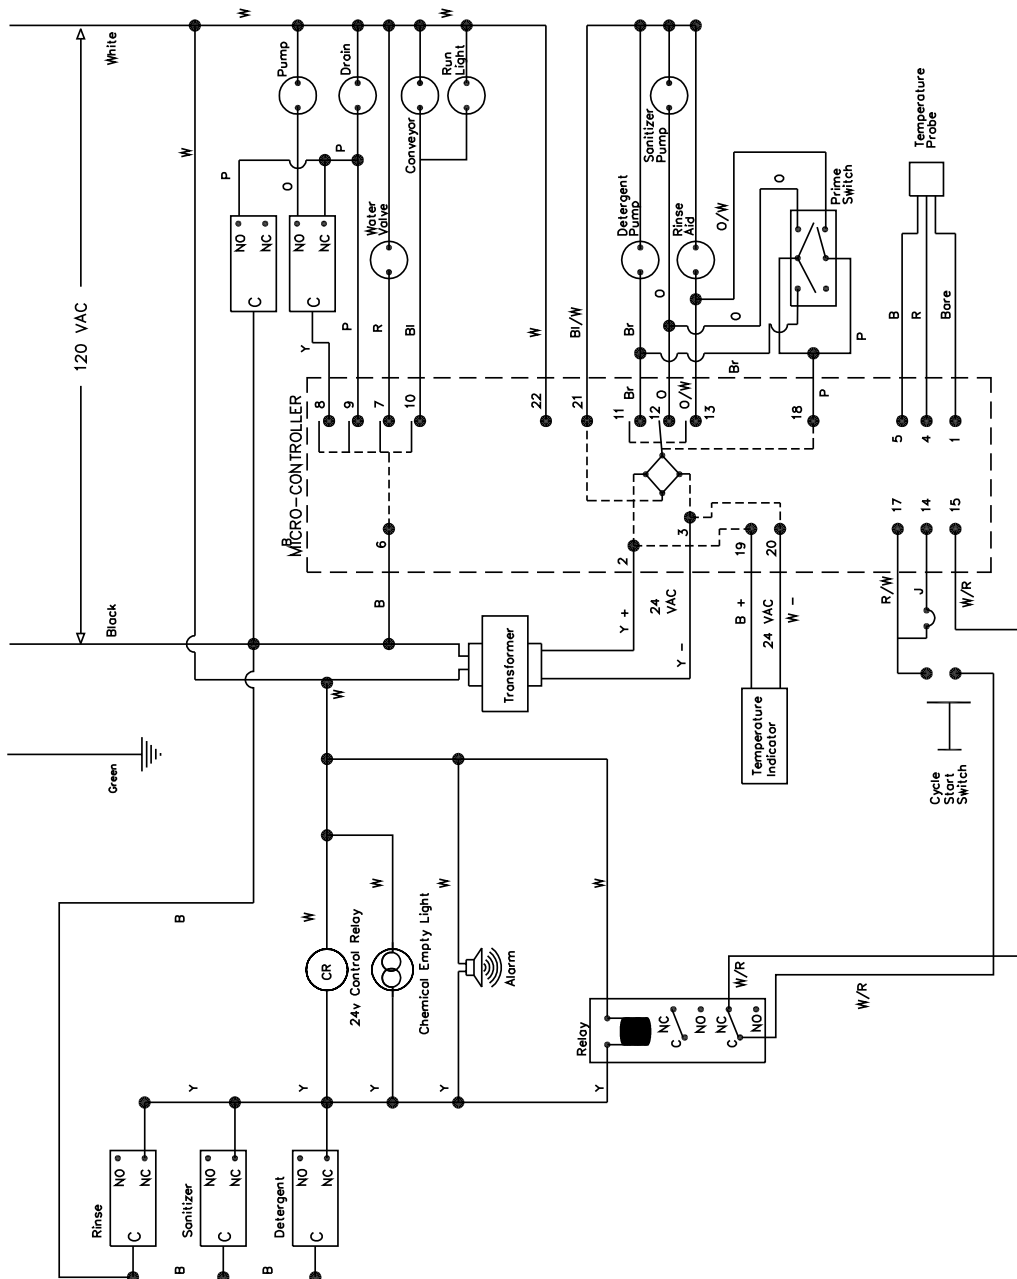 W
W
White
Pump
Drain
Run
Light
Conveyor
P
W
P
O
NO
NC
C
NO
NC
C
Water
Valve
120 VAC
Y
P
R
Bl
W
Bl/W
Sanitizer
Pump
Detergent
Pump
Rinse
Aid
O/W
O
O
O
Br
Br
Prime
Switch
P
Temperature
Probe
B
R
Bare
MICRO-CONTROLLER
B
8
9
7
10
22
21
11
Br
12
O
O/W
13
18
P
5
4
1
6
2
3
19
20
17
14
15
Black
B
Y +
24
VAC
Y -
B +
24 VAC
W -
R/W
J
W/R
Transformer
W
Green
Temperature
Indicator
Cycle
Start
Switch
B
W
W
W
W
CR
24v Control Relay
Chemical Empty Light
Alarm
W/R
W/R
Relay
NC
C
NO
NC
C
NO
Y
Y
Y
Y
Y
Rinse
NO
NC
C
Sanitizer
NO
NC
C
Detergent
NO
NC
C
B
B